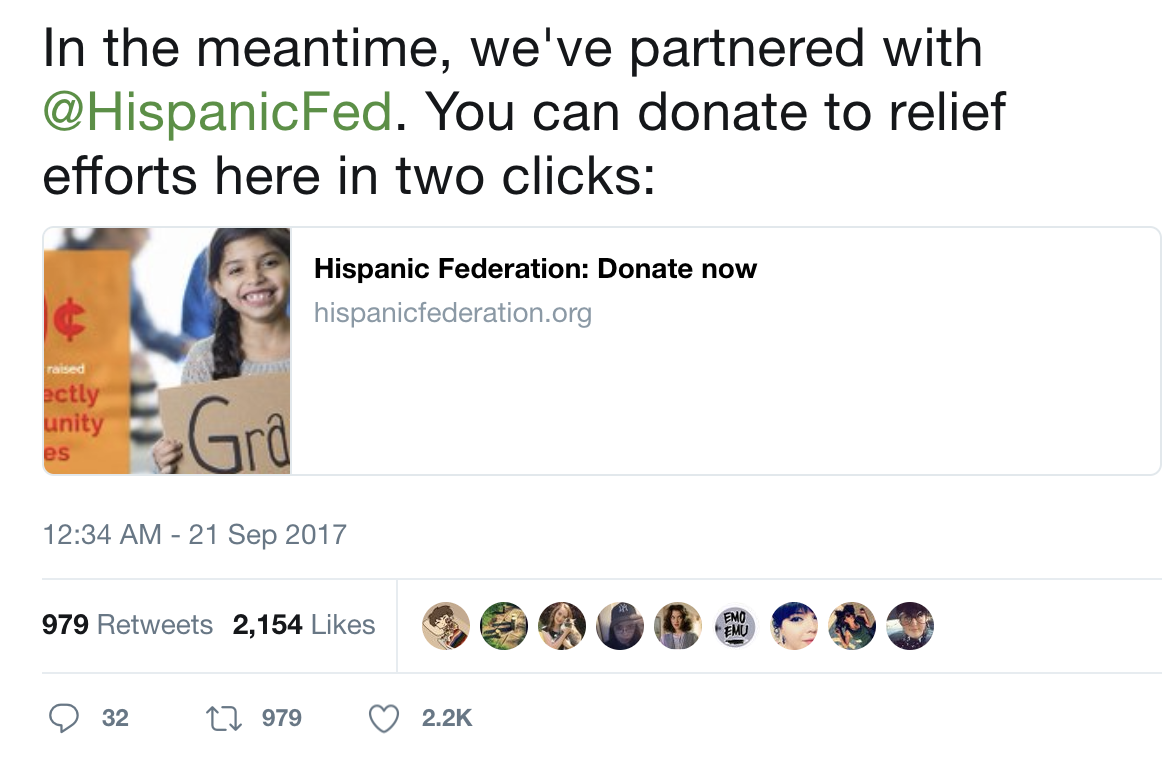 In the meantime, we've partnered with
@HispanicFed. You can donate to relief
efforts here in two clicks:
¢
raised
ectly
unity
es
Gra
Hispanic Federation: Donate now
hispanicfederation.org
12:34 AM - 21 Sep 2017
979 Retweets 2,154 Likes
EMO
EMU
32 979 2.2K